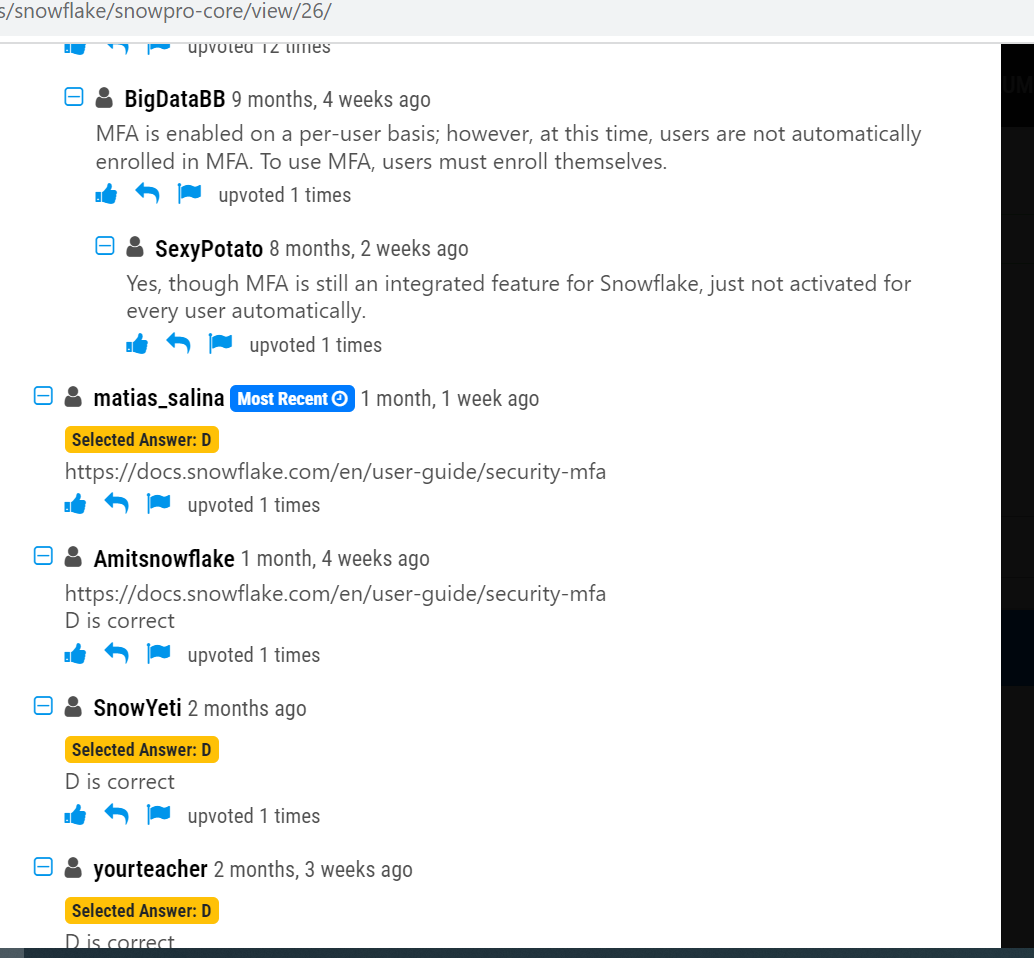 s/snowflake/snowpro-core/view/26/
upvoted 12 times
BigDataBB 9 months, 4 weeks ago
MFA is enabled on a per-user basis; however, at this time, users are not automatically
enrolled in MFA. To use MFA, users must enroll themselves.
upvoted 1 times
SexyPotato 8 months, 2 weeks ago
Yes, though MFA is still an integrated feature for Snowflake, just not activated for
every user automatically.
upvoted 1 times
matias_salina Most Recent 1 month, 1 week ago
Selected Answer: D
https://docs.snowflake.com/en/user-guide/security-mfa
upvoted 1 times
Amitsnowflake 1 month, 4 weeks ago
https://docs.snowflake.com/en/user-guide/security-mfa
D is correct
upvoted 1 times
SnowYeti 2 months ago
Selected Answer: D
D is correct
upvoted 1 times
yourteacher 2 months, 3 weeks ago
Selected Answer: D
D is correct